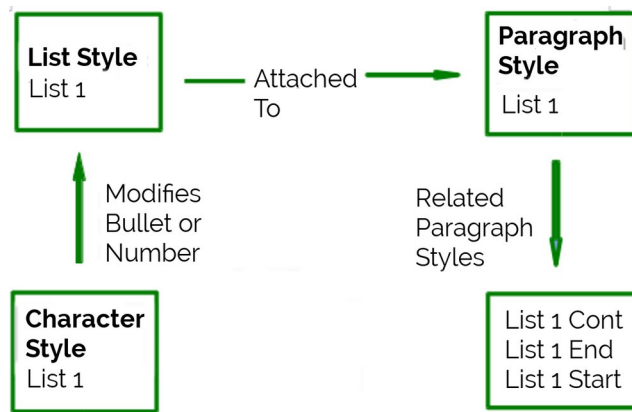 List Style
List 1
Attached
To
Paragraph
Style
List 1
Modifies
Bullet or
Number
Related
Paragraph
Styles
Character
Style
List 1
List 1 Cont
List 1 End
List 1 Start